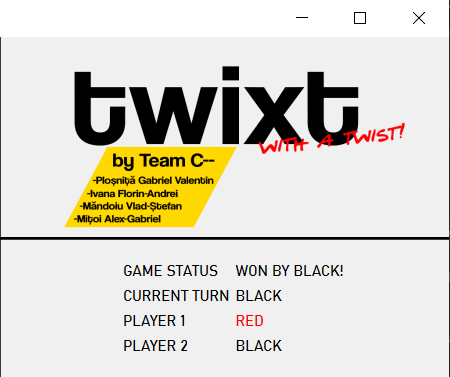 twixt
WITH A TWIST!
by Team C--
-Ploșniță Gabriel Valentin
-Ivana Florin-Andrei
-Măndoiu Vlad-Ștefan
-Mițoi Alex-Gabriel
GAME STATUS WON BY BLACK!
CURRENT TURN BLACK
PLAYER 1 RED
PLAYER 2 BLACK